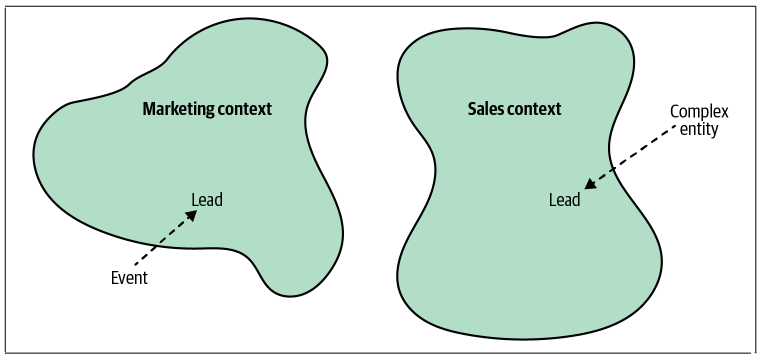 Marketing context
Lead
Event
Sales context
Lead
Complex
entity